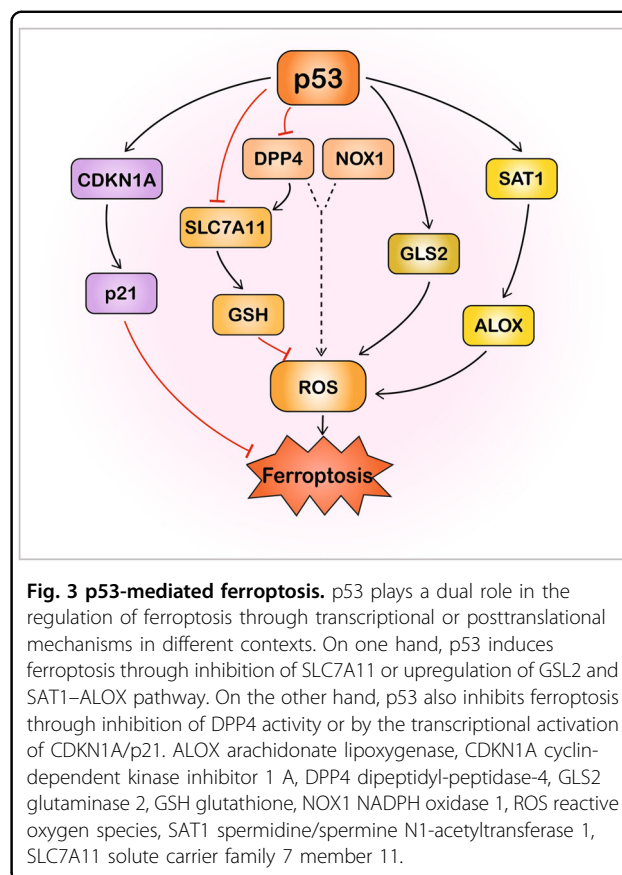 p53
DPP4 NOX1
CDKN1A
SAT1
SLC7A11
GLS2
p21
GSH
ALOX
ROS
Ferroptosis
Fig. 3 p53-mediated ferroptosis. p53 plays a dual role in the
regulation of ferroptosis through transcriptional or posttranslational
mechanisms in different contexts. On one hand, p53 induces
ferroptosis through inhibition of SLC7A11 or upregulation of GSL2 and
SAT1–ALOX pathway. On the other hand, p53 also inhibits ferroptosis
through inhibition of DPP4 activity or by the transcriptional activation
of CDKN1A/p21. ALOX arachidonate lipoxygenase, CDKN1A cyclin-
dependent kinase inhibitor 1 A, DPP4 dipeptidyl-peptidase-4, GLS2
glutaminase 2, GSH glutathione, NOX1 NADPH oxidase 1, ROS reactive
oxygen species, SAT1 spermidine/spermine N1-acetyltransferase 1,
SLC7A11 solute carrier family 7 member 11.